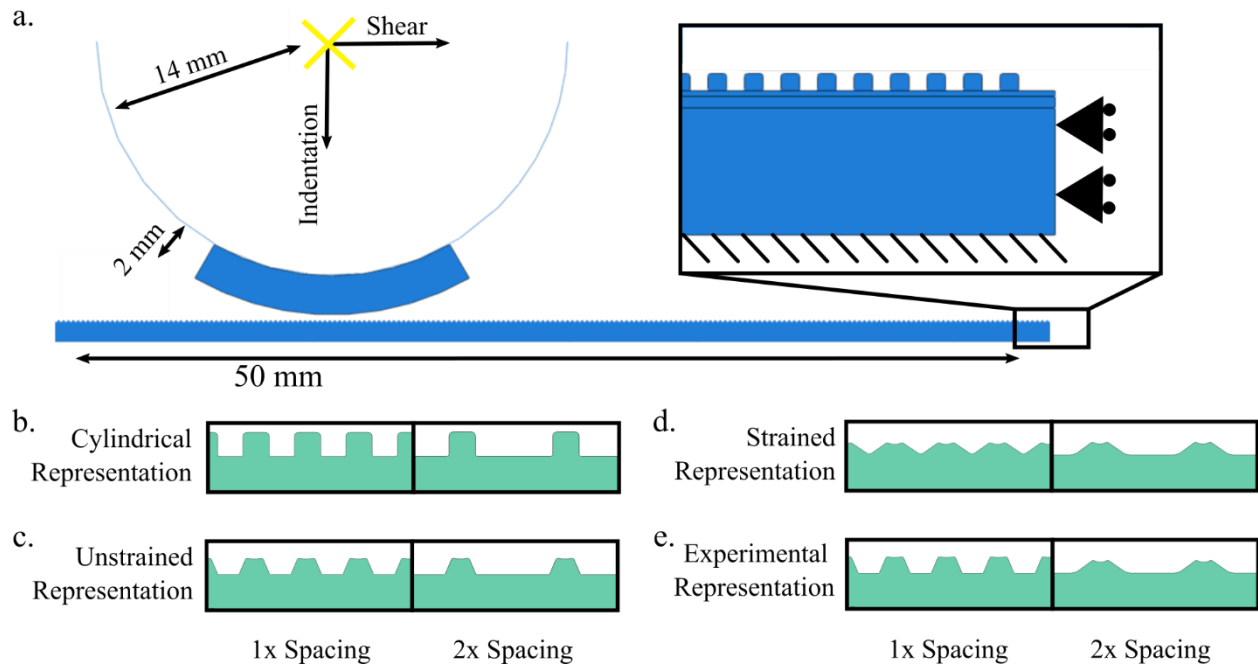 a.
Shear
14 mm
Indentation
2 mm
50 mm
b.
Cylindrical
Representation
c.
Unstrained
Representation
1x Spacing
2x Spacing
d.
Strained
Representation
e.
Experimental
Representation
1x Spacing
2x Spacing